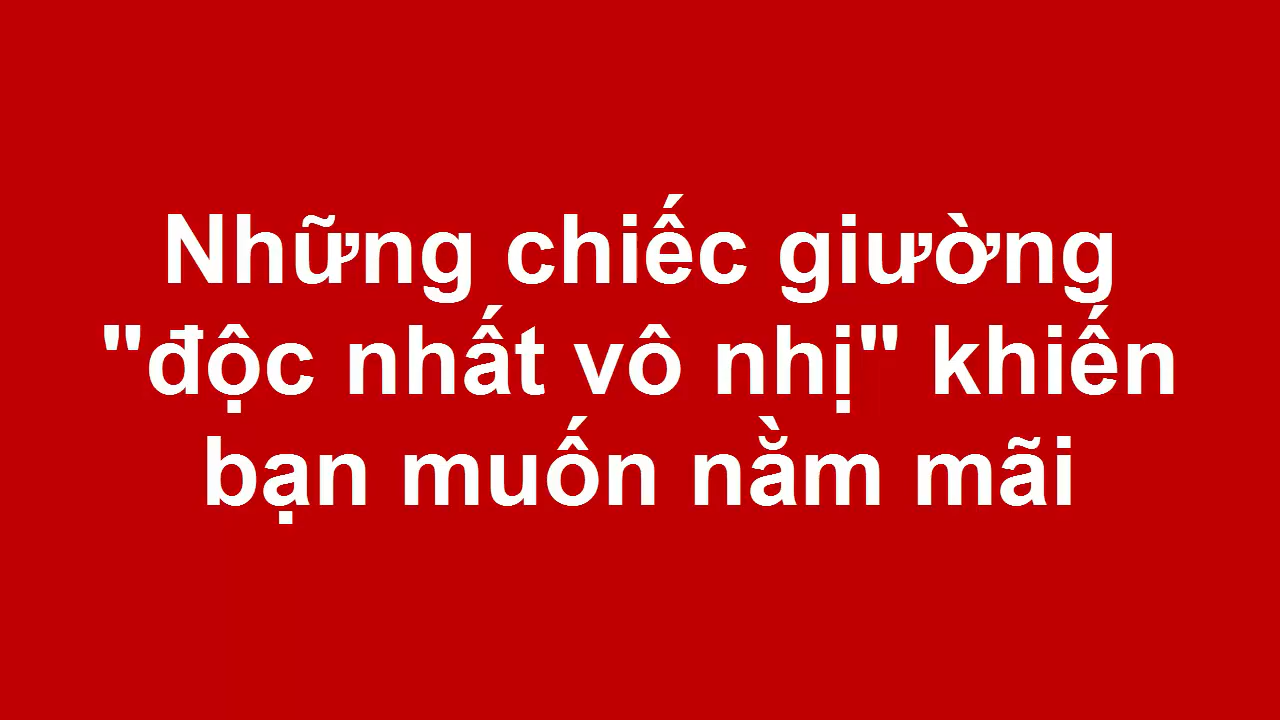 Những chiếc giường
"độc nhất vô nhị" khiến
bạn muốn nằm mãi